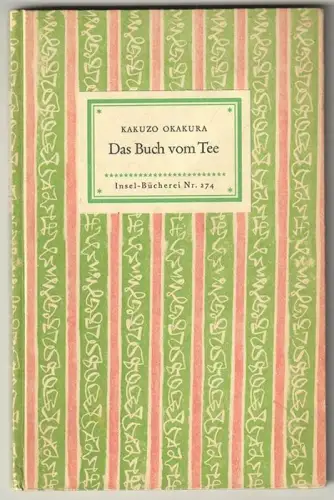 KAKUZO OKAKURA
Das Buch vom Tee
Insel-Bücherei Nr. 274